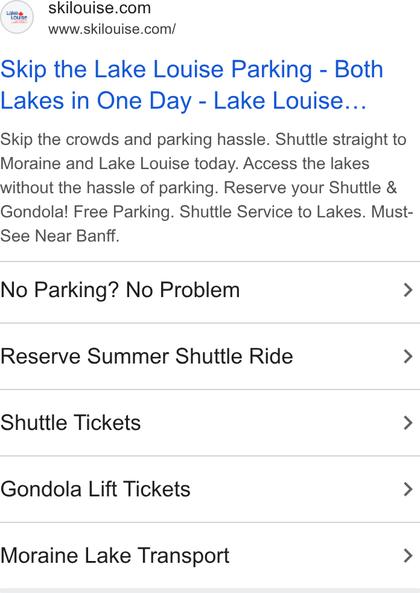 skilouise.com
www.skilouise.com/
Skip the Lake Louise Parking - Both
Lakes in One Day - Lake Louise…
Skip the crowds and parking hassle. Shuttle straight to
Moraine and Lake Louise today. Access the lakes
without the hassle of parking. Reserve your Shuttle &
Gondola! Free Parking. Shuttle Service to Lakes. Must-
See Near Banff.
No Parking? No Problem
Reserve Summer Shuttle Ride
Shuttle Tickets
Gondola Lift Tickets
Moraine Lake Transport